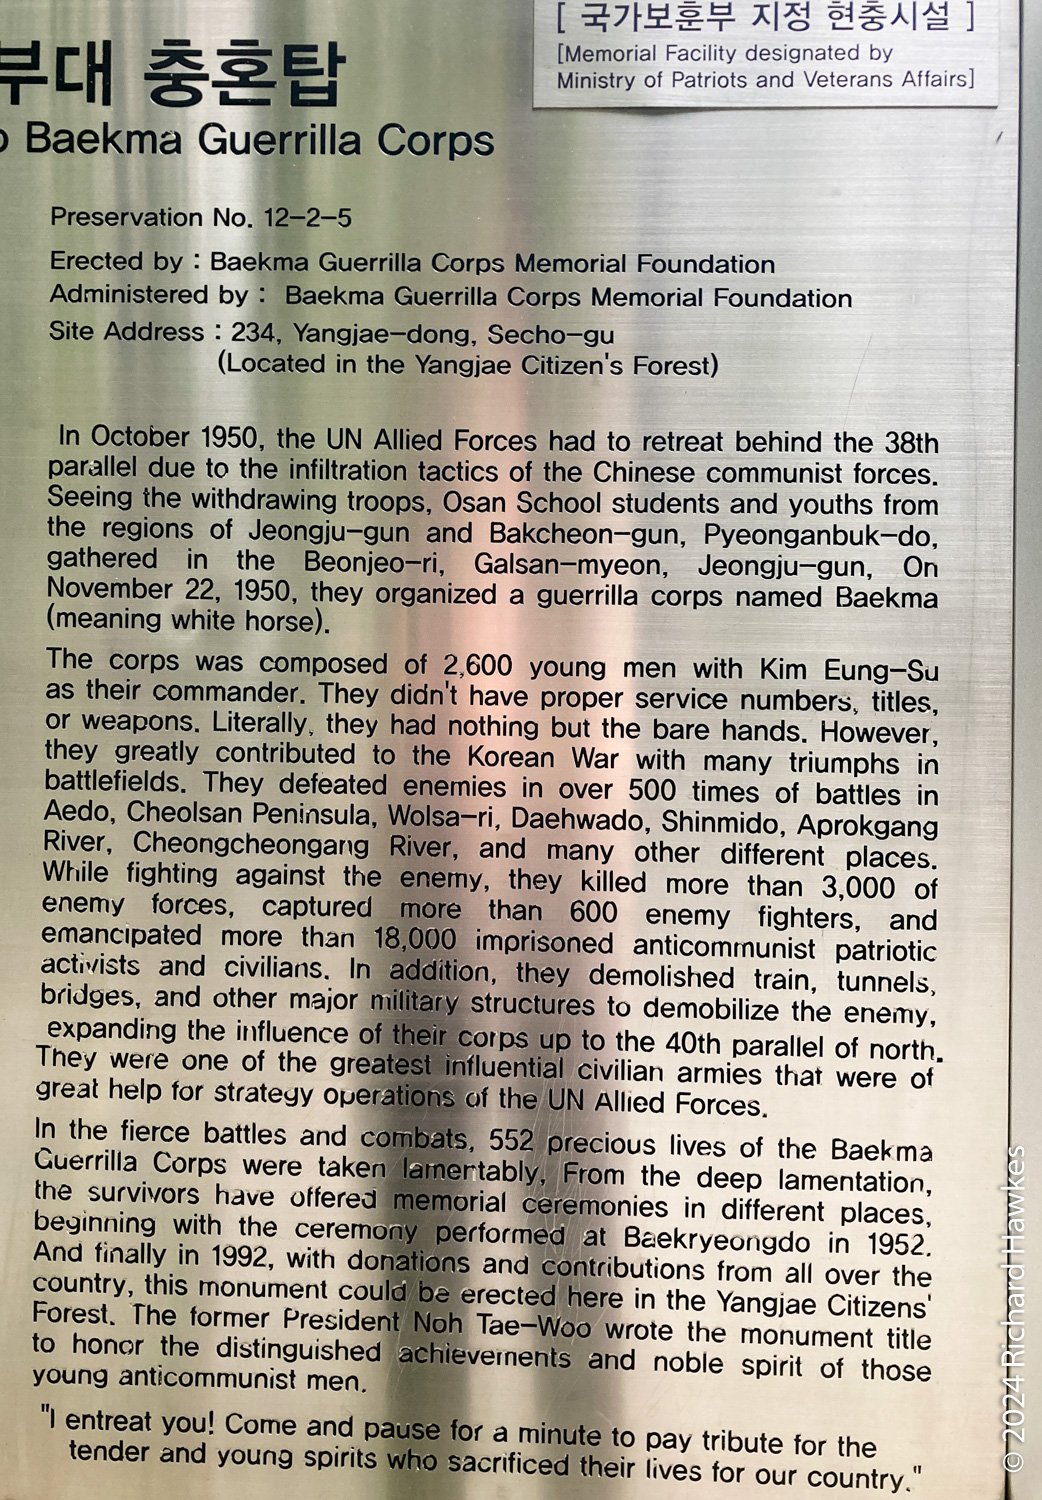 [ 국가보훈부 지정 현충시설 ]
[Memorial Facility designated by
Ministry of Patriots and Veterans Affairs]
부대 충혼탑
o Baekma Guerrilla Corps
Preservation No. 12-2-5
Erected by : Baekma Guerrilla Corps Memorial Foundation
Administered by : Baekma Guerrilla Corps Memorial Foundation
Site Address : 234, Yangjae-dong, Secho-gu
(Located in the Yangjae Citizen's Forest)
In October 1950, the UN Allied Forces had to retreat behind the 38th
parallel due to the infiltration tactics of the Chinese communist forces.
Seeing the withdrawing troops, Osan School students and youths from
the regions of Jeongju-gun and Bakcheon-gun, Pyeonganbuk-do,
gathered in the Beonjeo-ri, Galsan-myeon, Jeongju-gun, On
November 22, 1950, they organized a guerrilla corps named Baekma
(meaning white horse).
The corps was composed of 2,600 young men with Kim Eung-Su
as their commander. They didn't have proper service numbers, titles,
or weapons. Literally, they had nothing but the bare hands. However,
they greatly contributed to the Korean War with many triumphs in
battlefields. They defeated enemies in over 500 times of battles in
Aedo, Cheolsan Peninsula, Wolsa-ri, Daehwado, Shinmido, Aprokgang
River, Cheongcheongang River, and many other different places.
While fighting against the enemy, they killed more than 3,000 of
enemy forces, captured more than 600 enemy fighters, and
emancipated more than 18,000 imprisoned anticommunist patriotic
activists and civilians. In addition, they demolished train, tunnels,
bridges, and other major military structures to demobilize the enemy,
expanding the influence of their corps up to the 40th parallel of north.
They were one of the greatest influential civilian armies that were of
great help for strategy operations of the UN Allied Forces.
In the fierce battles and combats, 552 precious lives of the Baekma
Guerrilla Corps were taken lamentably, From the deep lamentation,
the survivors have offered memorial ceremonies in different places,
beginning with the ceremony performed at Baekryeongdo in 1952.
And finally in 1992, with donations and contributions from all over the
country, this monument could be erected here in the Yangjae Citizens'
Forest. The former President Noh Tae-Woo wrote the monument title
to honor the distinguished achievements and noble spirit of those
young anticommunist men.
"I entreat you! Come and pause for a minute to pay tribute for the
tender and young spirits who sacrificed their lives for our country."
© 2024 Richard Hawkes